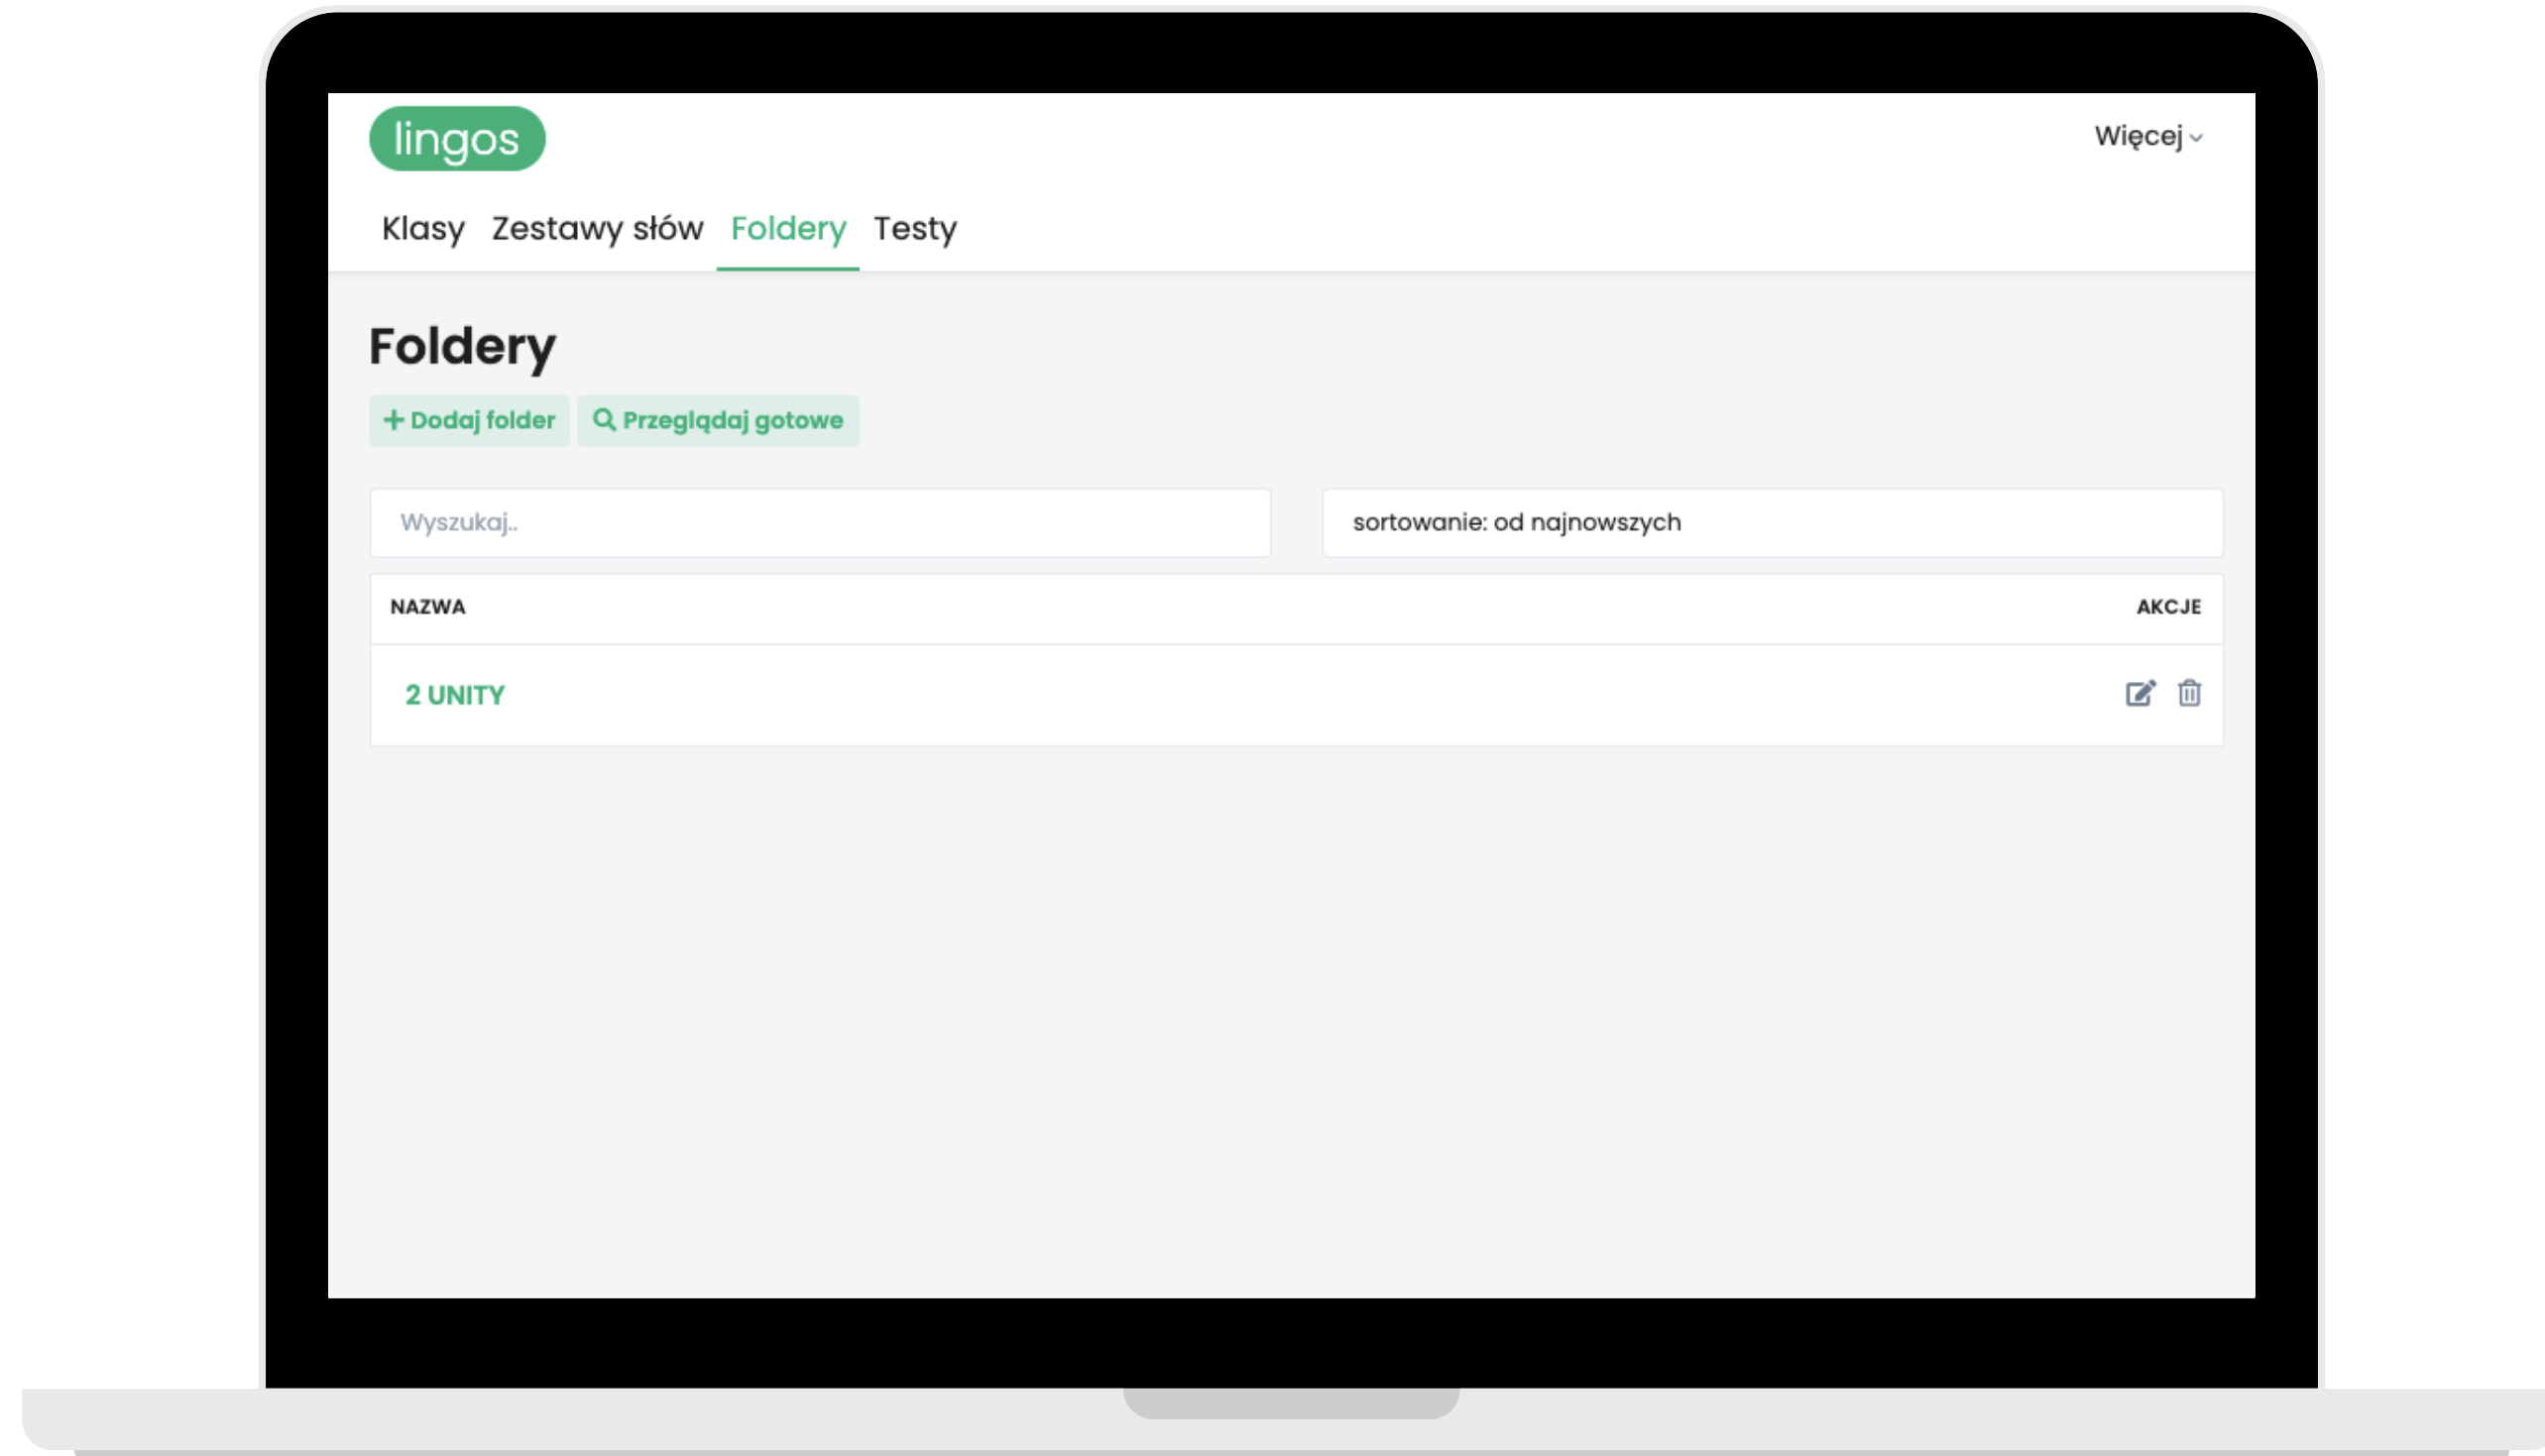 lingos
Więcej
Klasy Zestawy słów Foldery Testy
Foldery
Dodaj folder Przeglądaj gotowe
Wyszukaj..
sortowanie: od najnowszych
NAZWA
AKCJE
2 UNITY